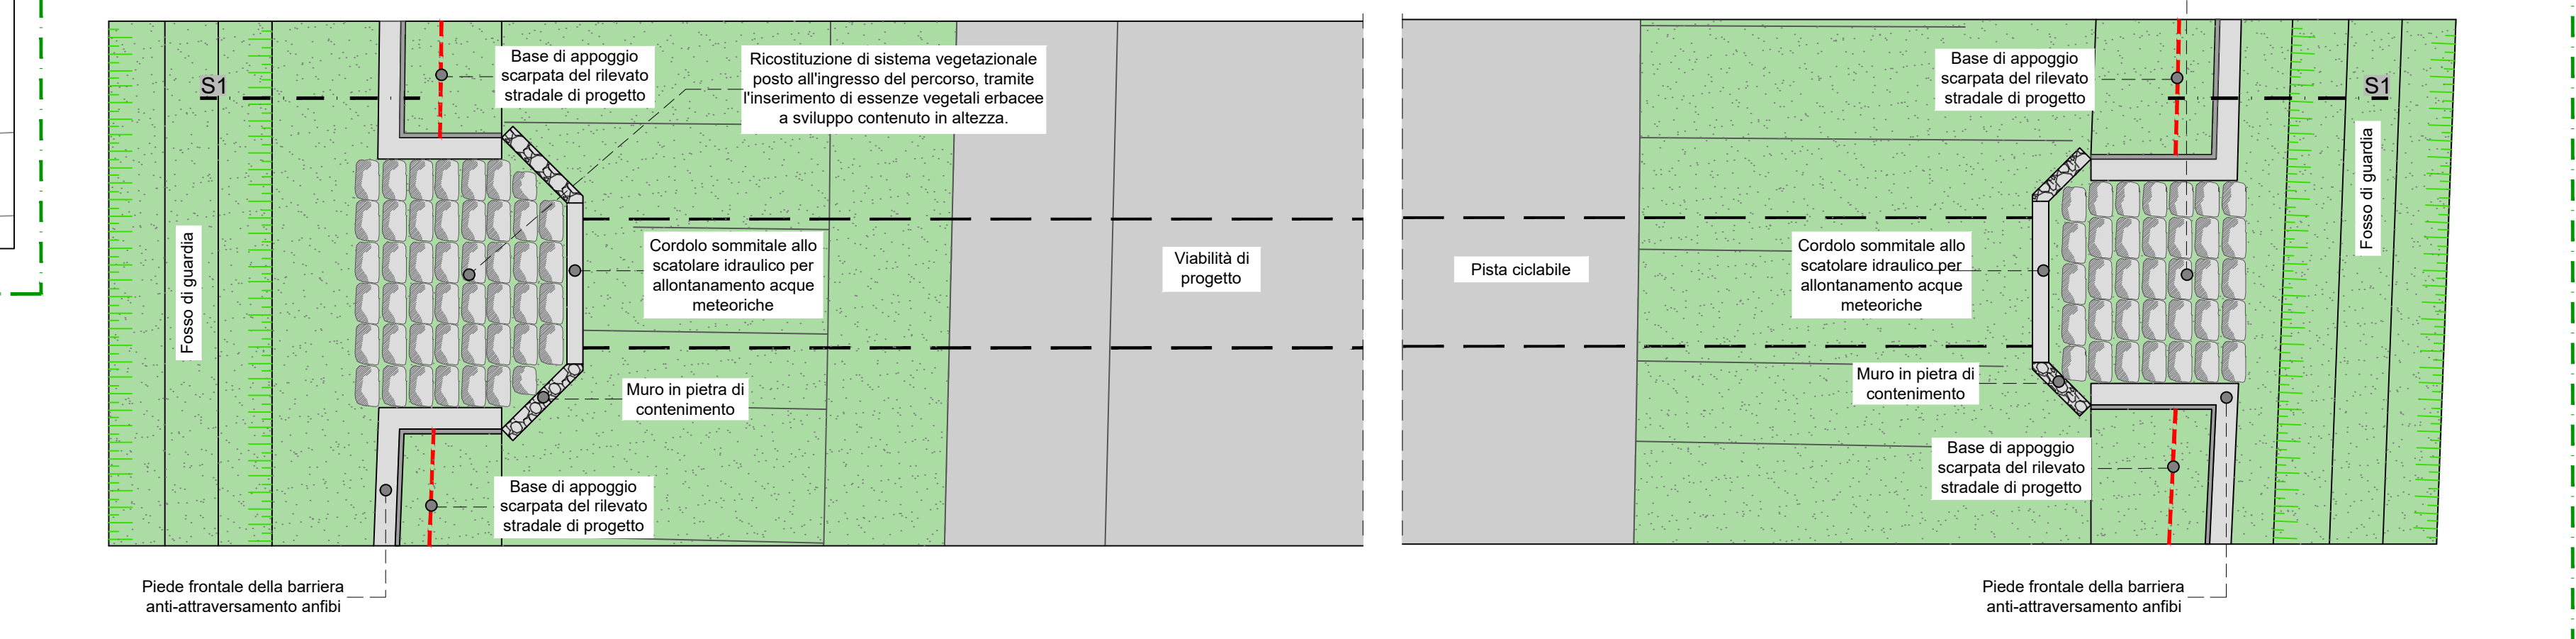 S1
Base di appoggio
scarpata del rilevato
stradale di progetto
Ricostituzione di sistema vegetazionale
posto all'ingresso del percorso, tramite
l'inserimento di essenze vegetali erbacee
a sviluppo contenuto in altezza.
Fosso di guardia
Cordolo sommitale allo
scatolare idraulico per
allontanamento acque
meteoriche
Viabilità di
progetto
Muro in pietra di
contenimento
Base di appoggio
scarpata del rilevato
stradale di progetto
Piede frontale della barriera
anti-attraversamento anfibi
Base di appoggio
scarpata del rilevato
stradale di progetto
S1
Fosso di guardia
Pista ciclabile
Cordolo sommitale allo
scatolare idraulico per
allontanamento acque
meteoriche
Muro in pietra di
contenimento
Base di appoggio
scarpata del rilevato
stradale di progetto
Piede frontale della barriera
anti-attraversamento anfibi